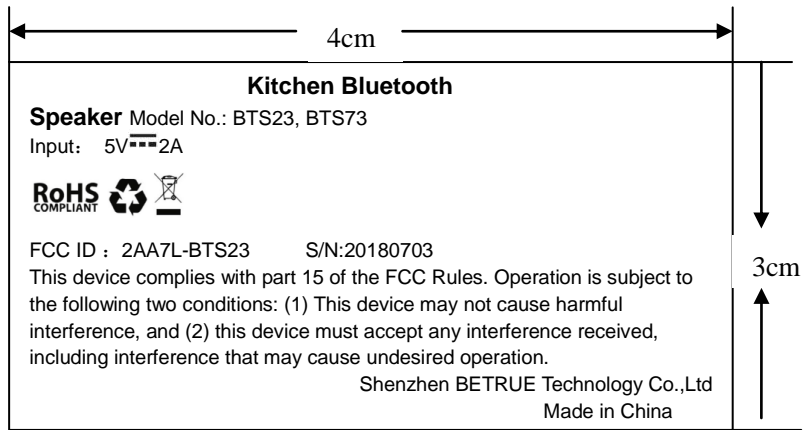 4cm
Kitchen Bluetooth
Speaker Model No.: BTS23, BTS73
Input： 5V⎓2A
RoHS
COMPLIANT
FCC ID： 2AA7L-BTS23 S/N:20180703
This device complies with part 15 of the FCC Rules. Operation is subject to
the following two conditions: (1) This device may not cause harmful
interference, and (2) this device must accept any interference received,
including interference that may cause undesired operation.
Shenzhen BETRUE Technology Co.,Ltd
Made in China
3cm